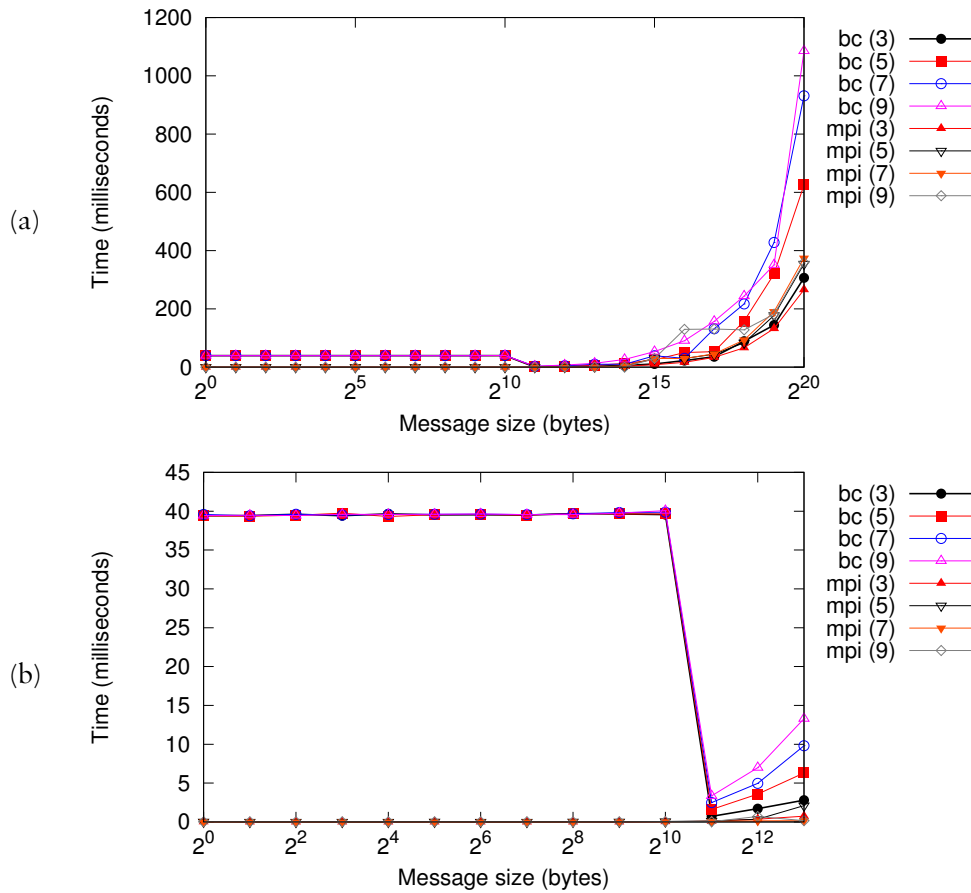 (a)
Time (milliseconds)
1200
1000
800
600
400
200
0
2^0
2^5
2^10
2^15
2^20
Message size (bytes)
bc (3)
bc (5)
bc (7)
bc (9)
mpi (3)
mpi (5)
mpi (7)
mpi (9)
(b)
Time (milliseconds)
45
40
35
30
25
20
15
10
5
0
2^0
2^2
2^4
2^6
2^8
2^10
2^12
Message size (bytes)
bc (3)
bc (5)
bc (7)
bc (9)
mpi (3)
mpi (5)
mpi (7)
mpi (9)